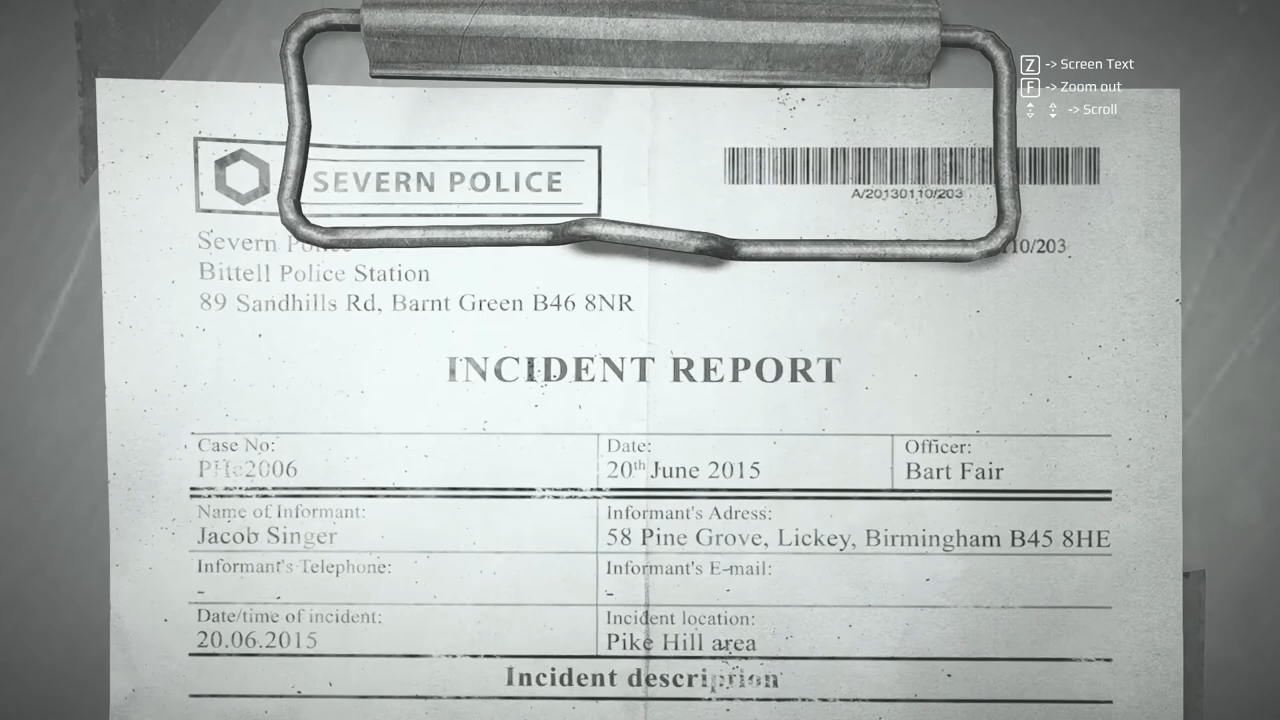 Z -> Screen Text
F -> Zoom out
-> Scroll
SEVERN POLICE
A/20130110/203
Severn Police
110/203
Bittell Police Station
89 Sandhills Rd, Barnt Green B46 8NR
INCIDENT REPORT
Case No:
PHc2006
Date:
20th June 2015
Officer:
Bart Fair
Name of Informant:
Jacob Singer
Informant's Adress:
58 Pine Grove, Lickey, Birmingham B45 8HE
Informant's Telephone:
-
Informant's E-mail:
-
Date/time of incident:
20.06.2015
Incident location:
Pike Hill area
Incident description